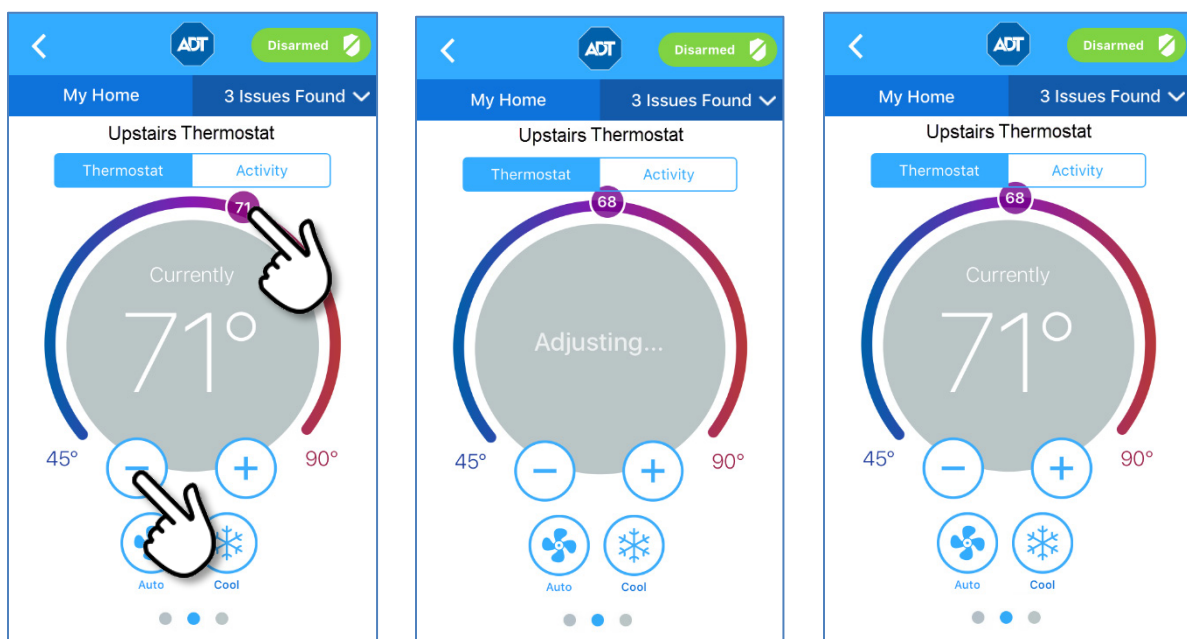 ADT
Disarmed
My Home
3 Issues Found
Upstairs Thermostat
Thermostat
Activity
71
Currently
71°
45°
90°
Auto
Cool
ADT
Disarmed
My Home
3 Issues Found
Upstairs Thermostat
Thermostat
Activity
68
Adjusting...
45°
90°
Auto
Cool
ADT
Disarmed
My Home
3 Issues Found
Upstairs Thermostat
Thermostat
Activity
68
Currently
71°
45°
90°
Auto
Cool